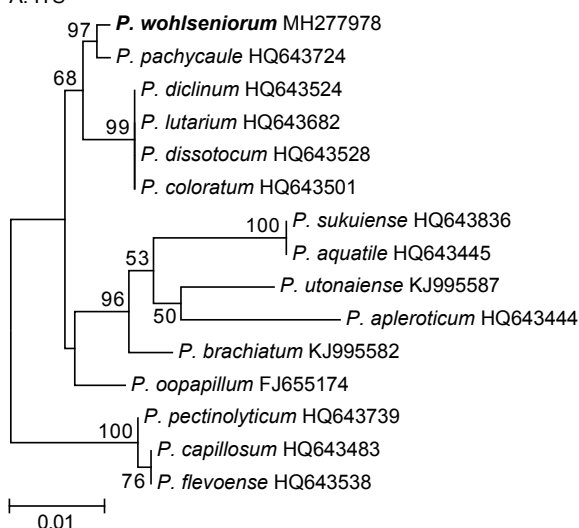 97
P. wohlseniorum MH277978
P. pachycaule HQ643724
68
P. diclinum HQ643524
99
P. lutarium HQ643682
P. dissotocum HQ643528
P. coloratum HQ643501
100
P. sukuiense HQ643836
P. aquatile HQ643445
53
P. utonaiense KJ995587
96
50
P. apleroticum HQ643444
P. brachiatum KJ995582
P. oopapillum FJ655174
P. pectinolyticum HQ643739
100
P. capillosum HQ643483
76
P. flevoense HQ643538
0.01